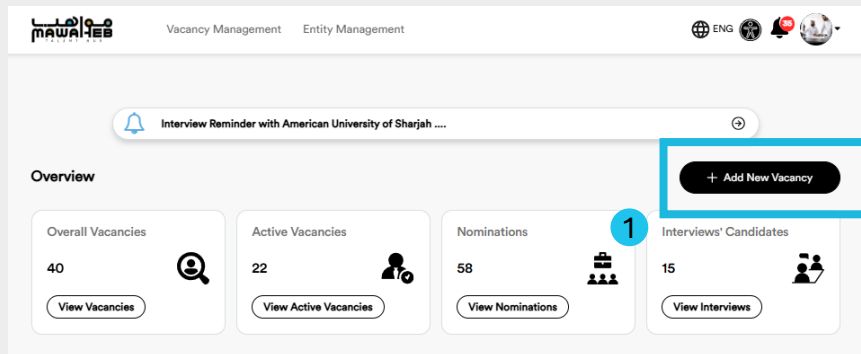 مواهب
MAWAHEB
TALENT HUB
Vacancy Management Entity Management
ENG 35
Interview Reminder with American University of Sharjah ....
Overview
+ Add New Vacancy
1
Overall Vacancies
40
View Vacancies
Active Vacancies
22
View Active Vacancies
Nominations
58
View Nominations
Interviews' Candidates
15
View Interviews